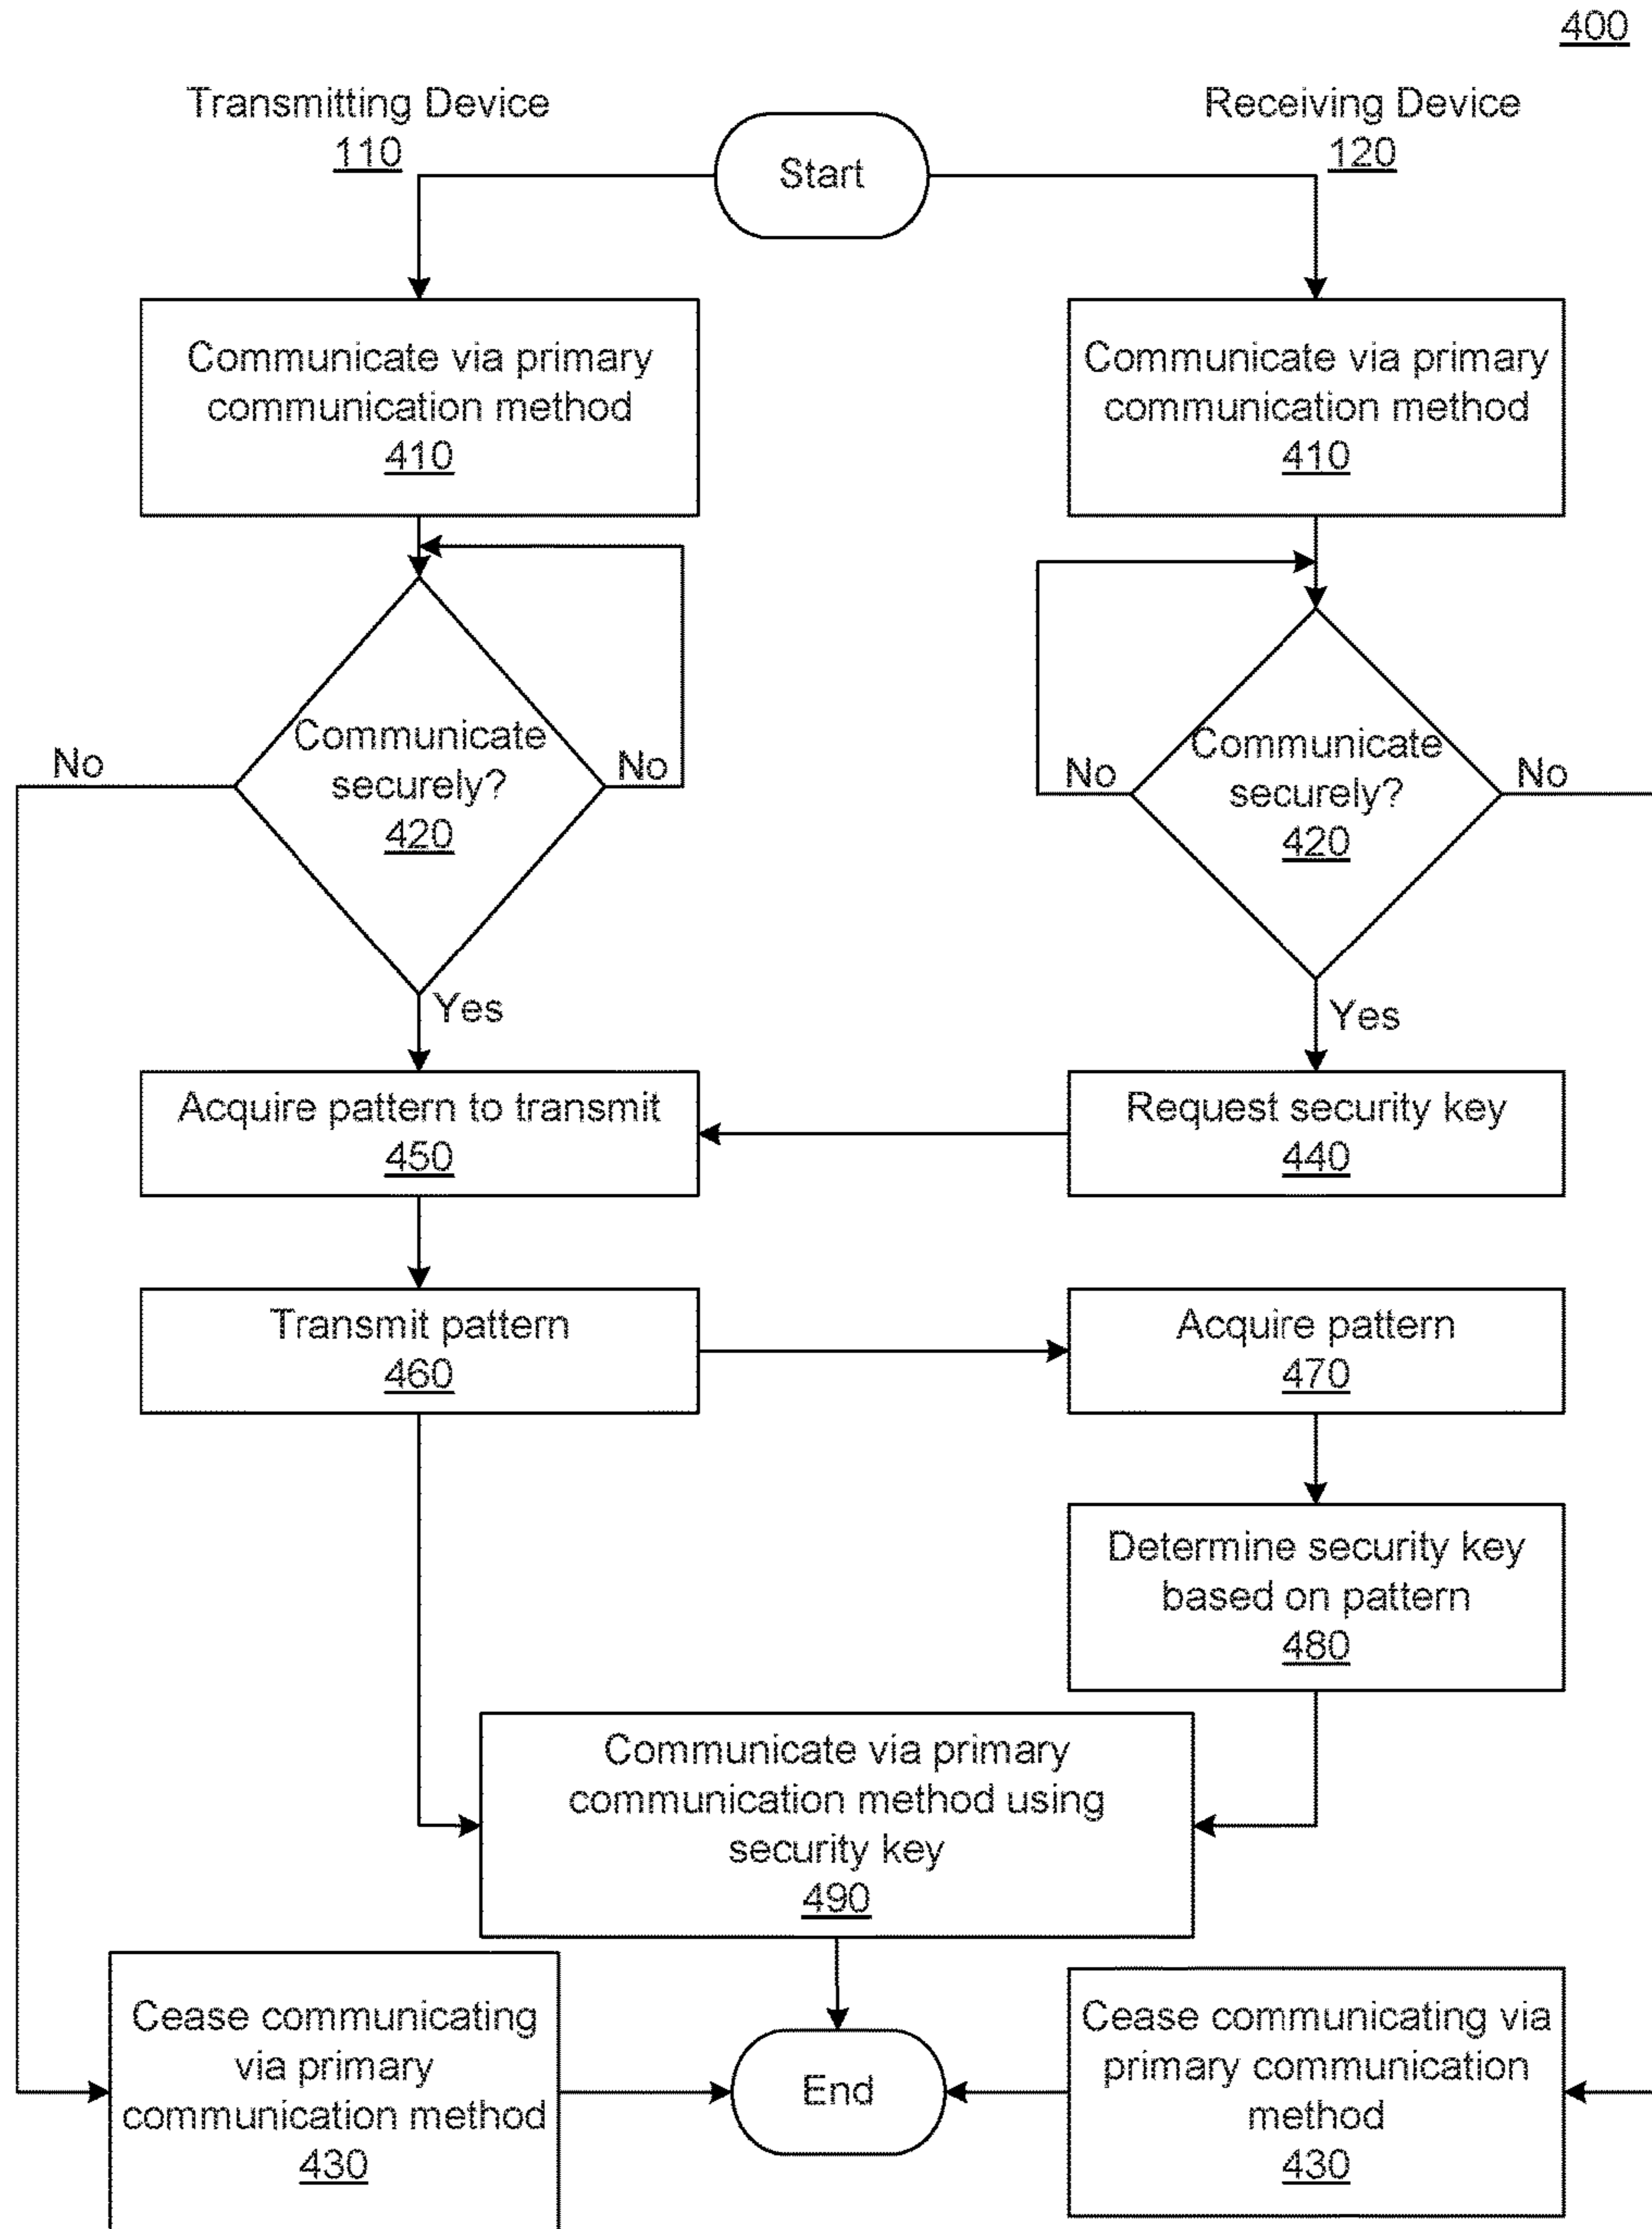 400
Transmitting Device
110
Receiving Device
120
Start
Communicate via primary
communication method
410
Communicate via primary
communication method
410
Communicate
securely?
420
No
No
Yes
Communicate
securely?
420
No
No
Yes
Acquire pattern to transmit
450
Request security key
440
Transmit pattern
460
Acquire pattern
470
Determine security key
based on pattern
480
Communicate via primary
communication method using
security key
490
Cease communicating
via primary
communication method
430
End
Cease communicating via
primary communication
method
430